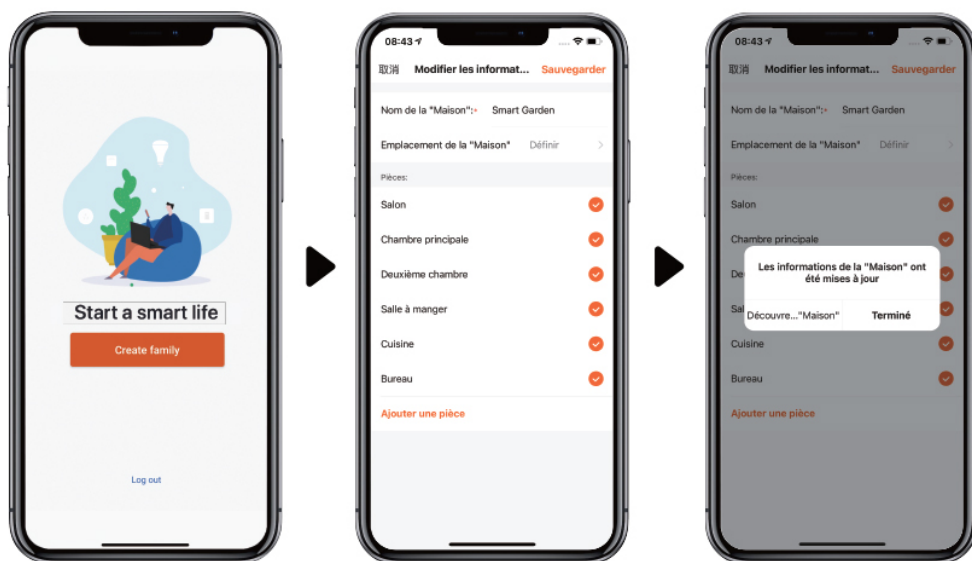 Start a smart life
Create family
Log out
08:43
取消 Modifier les informat... Sauvegarder
Nom de la "Maison":* Smart Garden
Emplacement de la "Maison" Définir
Pièces:
Salon
Chambre principale
Deuxième chambre
Salle à manger
Cuisine
Bureau
Ajouter une pièce
08:43
取消 Modifier les informat... Sauvegarder
Nom de la "Maison":* Smart Garden
Emplacement de la "Maison" Définir
Pièces:
Salon
Chambre principale
Les informations de la "Maison" ont
été mises à jour
Découvre..."Maison" Terminé
Cuisine
Bureau
Ajouter une pièce